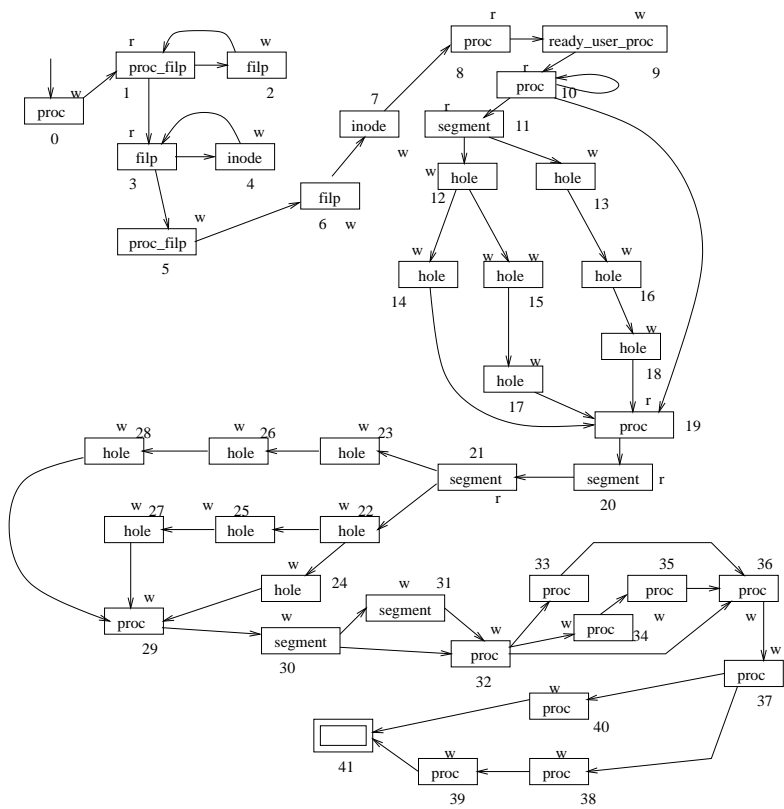 r
w
proc_filp
filp
w
1
2
proc
0
r
w
filp
inode
3
4
w
proc_filp
5
filp
6
w
7
inode
w
r
w
proc
ready_user_proc
8
9
r
proc
10
r
segment
11
w
w
hole
hole
12
13
w
w
w
w
hole
hole
hole
14
15
16
w
w
hole
hole
17
18
r
proc
19
w
28
w
26
w
23
hole
hole
hole
21
segment
segment
r
r
20
w
27
w
25
w
22
hole
hole
hole
w
hole
24
w
proc
29
w
segment
30
w
31
segment
w
proc
32
33
35
36
proc
proc
proc
w
w
w
proc
34
w
proc
37
w
proc
40
41
w
w
proc
proc
39
38